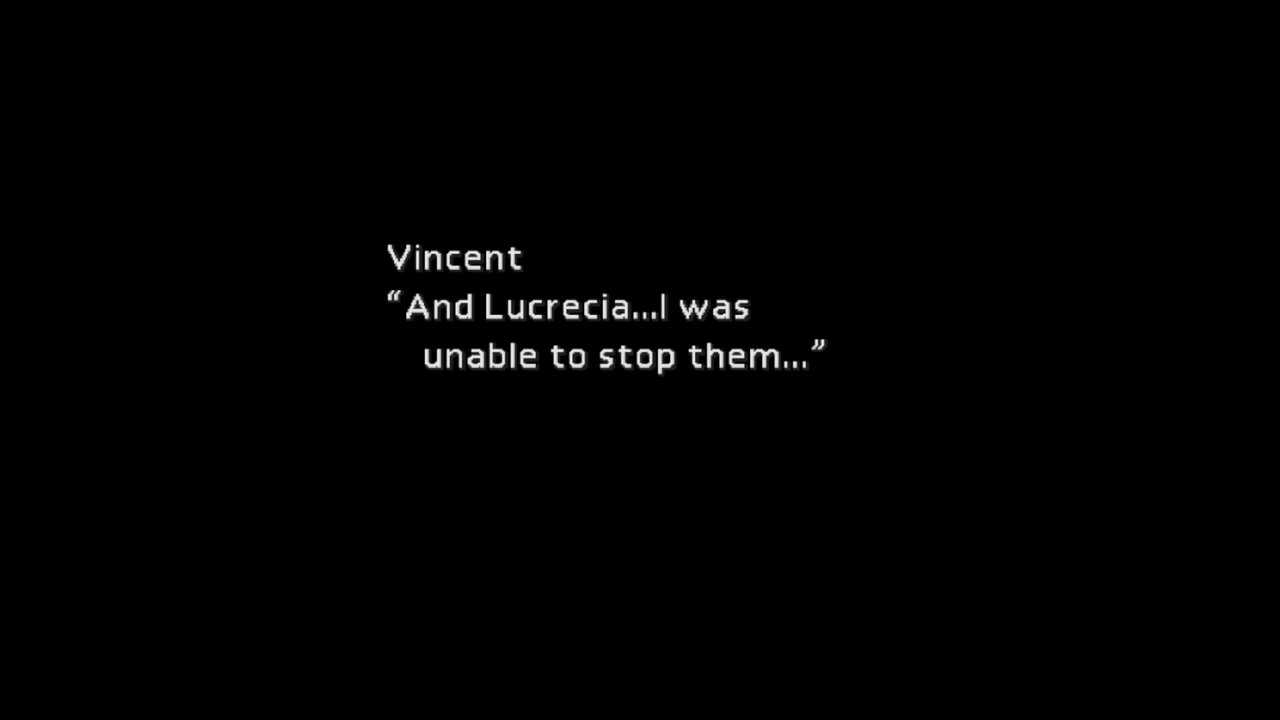 Vincent
“And Lucrecia...I was
unable to stop them...”